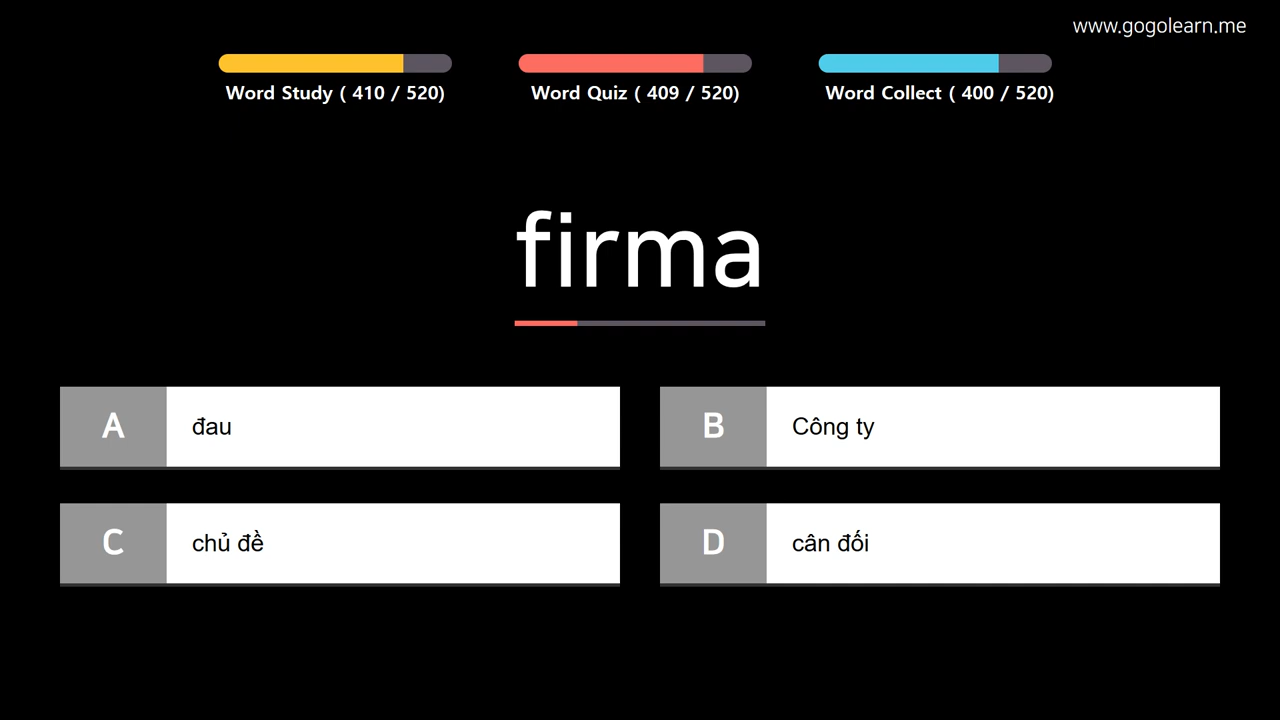 www.gogolearn.me
Word Study ( 410 / 520)
Word Quiz ( 409 / 520)
Word Collect ( 400 / 520)
firma
A
đau
B
Công ty
C
chủ đề
D
cân đối